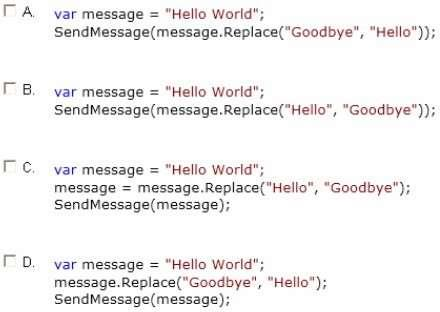 A. var message = "Hello World";
SendMessage(message.Replace("Goodbye", "Hello"));
B. var message = "Hello World";
SendMessage(message.Replace("Hello", "Goodbye"));
C. var message = "Hello World";
message = message.Replace("Hello", "Goodbye");
SendMessage(message);
D. var message = "Hello World";
message.Replace("Goodbye", "Hello");
SendMessage(message);